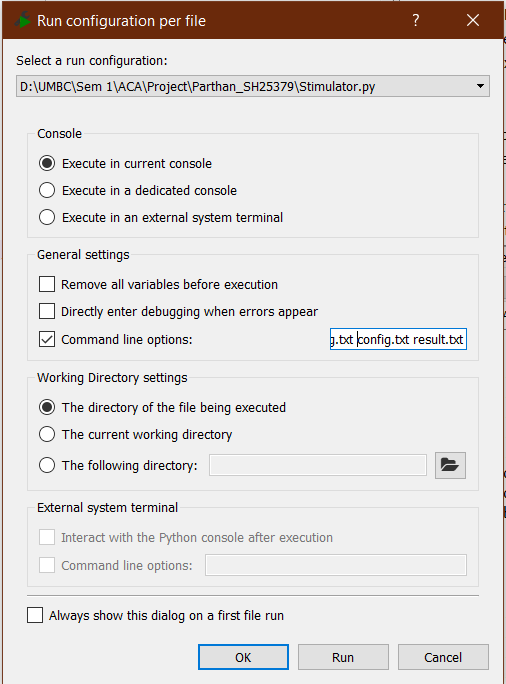 Run configuration per file
Select a run configuration:
D:\UMBC\Sem 1\ACA\Project\Parthan_SH25379\Stimulator.py
Console
Execute in current console
Execute in a dedicated console
Execute in an external system terminal
General settings
Remove all variables before execution
Directly enter debugging when errors appear
Command line options: g.txt config.txt result.txt
Working Directory settings
The directory of the file being executed
The current working directory
The following directory:
External system terminal
Interact with the Python console after execution
Command line options:
Always show this dialog on a first file run
OK Run Cancel